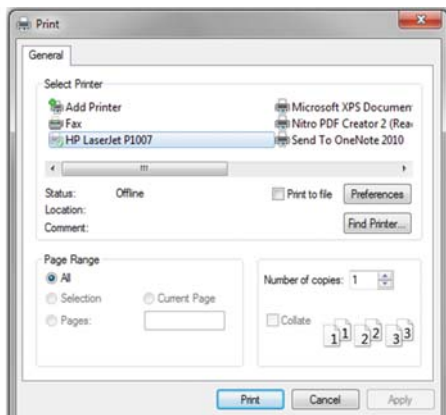 Print
General
Select Printer
Add Printer
Fax
HP LaserJet P1007
Microsoft XPS Documen
Nitro PDF Creator 2 (Rea
Send To OneNote 2010
Status: Offline
Location:
Comment:
Print to file
Preferences
Find Printer...
Page Range
All
Selection
Current Page
Pages:
Number of copies: 1
Collate
1 1 2 2 3 3
Print
Cancel
Apply